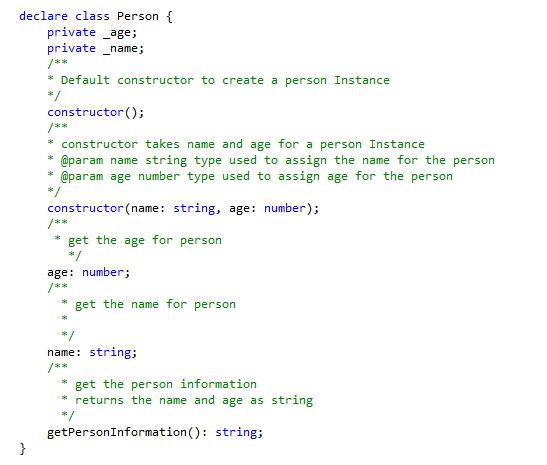 declare class Person {
    private _age;
    private _name;
    /**
    * Default constructor to create a person Instance
    */
    constructor();
    /**
    * constructor takes name and age for a person Instance
    * @param name string type used to assign the name for the person
    * @param age number type used to assign age for the person
    */
    constructor(name: string, age: number);
    /**
     * get the age for person
       */
    age: number;
    /**
      * get the name for person
      *
      */
    name: string;
    /**
      * get the person information
      * returns the name and age as string
      */
    getPersonInformation(): string;
}